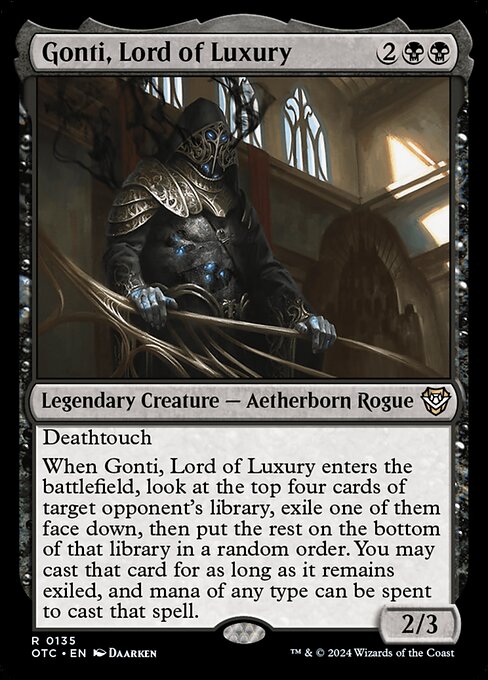 Gonti, Lord of Luxury 2
Legendary Creature — Aetherborn Rogue
Deathtouch
When Gonti, Lord of Luxury enters the
battlefield, look at the top four cards of
target opponent's library, exile one of them
face down, then put the rest on the bottom
of that library in a random order. You may
cast that card for as long as it remains
exiled, and mana of any type can be spent
to cast that spell.
2/3
R 0135
OTC • EN DAARKEN
™ & © 2024 Wizards of the Coast